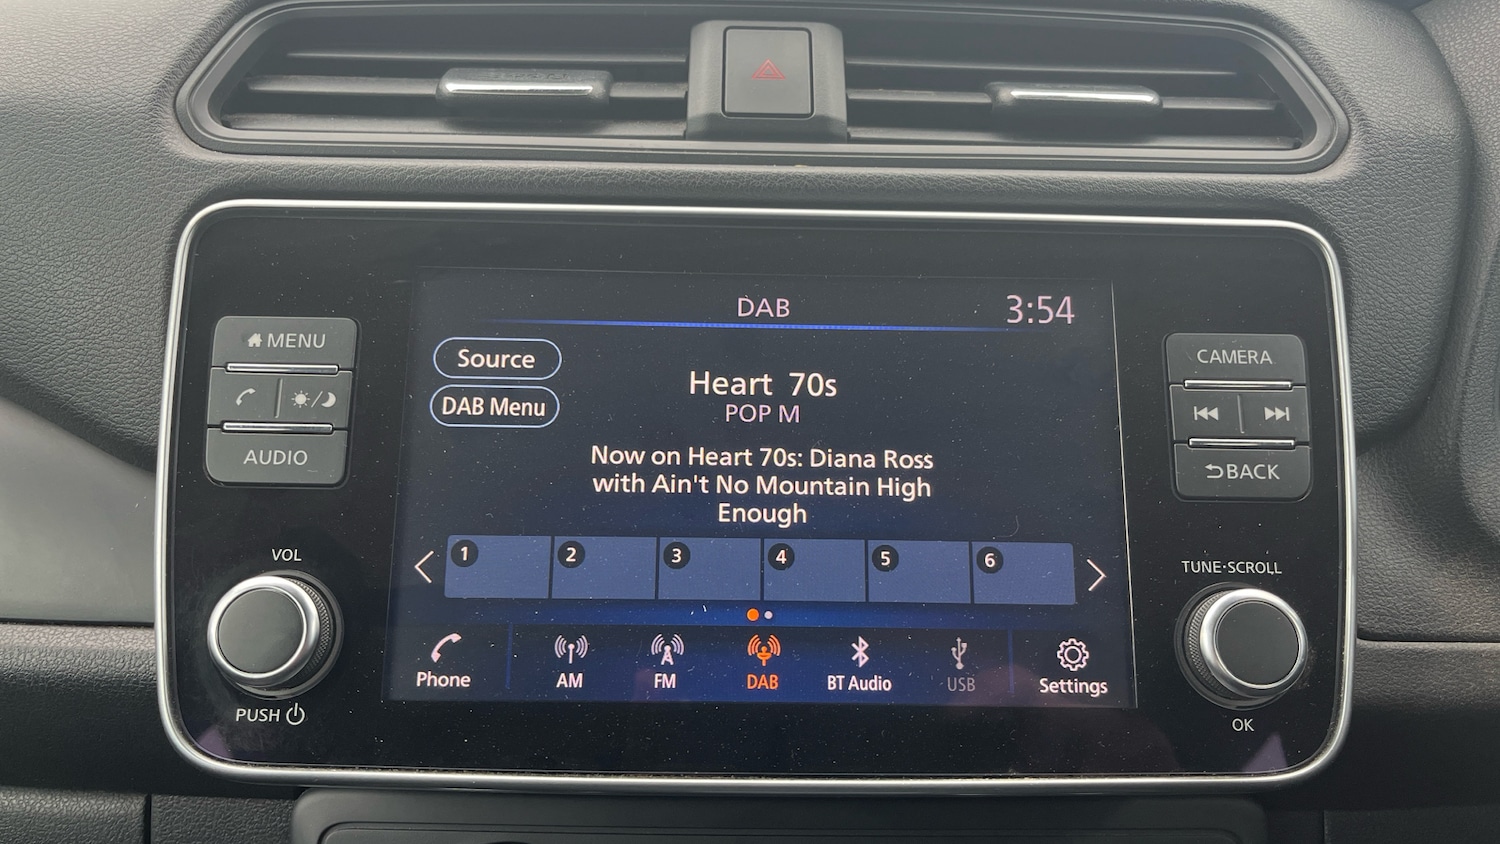 DAB
3:54
MENU
AUDIO
VOL
PUSH
Source
DAB Menu
Heart 70s
POP M
Now on Heart 70s: Diana Ross
with Ain't No Mountain High
Enough
1 2 3 4 5 6
Phone
AM
FM
DAB
BT Audio
USB
Settings
CAMERA
BACK
TUNE·SCROLL
OK